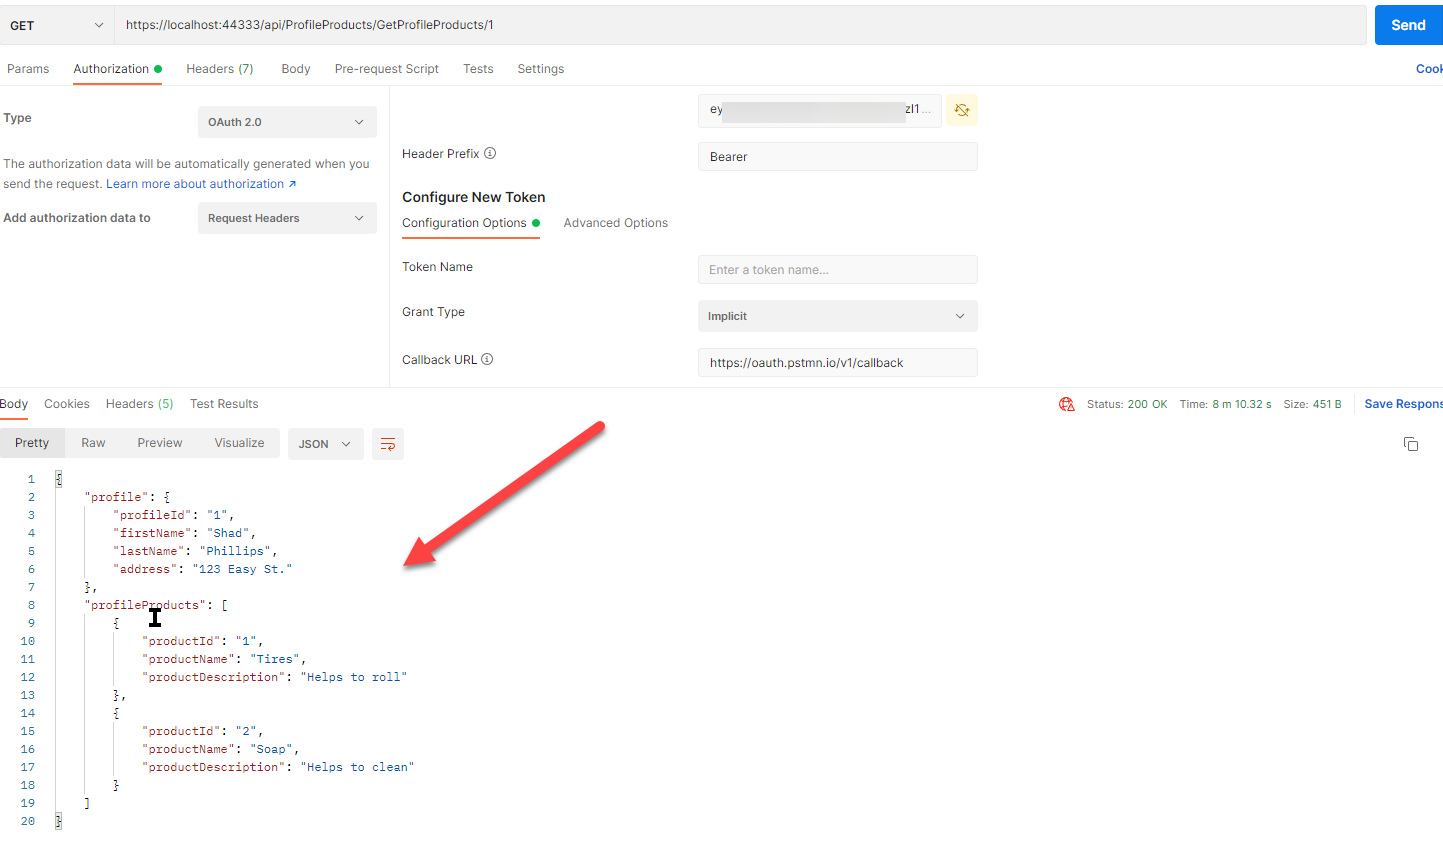 GET https://localhost:44333/api/ProfileProducts/GetProfileProducts/1 Send
Params Authorization Headers (7) Body Pre-request Script Tests Settings Cook
Type OAuth 2.0
The authorization data will be automatically generated when you
send the request. Learn more about authorization ↗
Add authorization data to Request Headers
ey zI1...
Header Prefix Bearer
Configure New Token
Configuration Options Advanced Options
Token Name Enter a token name...
Grant Type Implicit
Callback URL https://oauth.pstmn.io/v1/callback
Body Cookies Headers (5) Test Results Status: 200 OK Time: 8 m 10.32 s Size: 451 B Save Respons
Pretty Raw Preview Visualize JSON
1 {
2 "profile": {
3 "profileId": "1",
4 "firstName": "Shad",
5 "lastName": "Phillips",
6 "address": "123 Easy St."
7 },
8 "profileProducts": [
9 {
10 "productId": "1",
11 "productName": "Tires",
12 "productDescription": "Helps to roll"
13 },
14 {
15 "productId": "2",
16 "productName": "Soap",
17 "productDescription": "Helps to clean"
18 }
19 ]
20 }